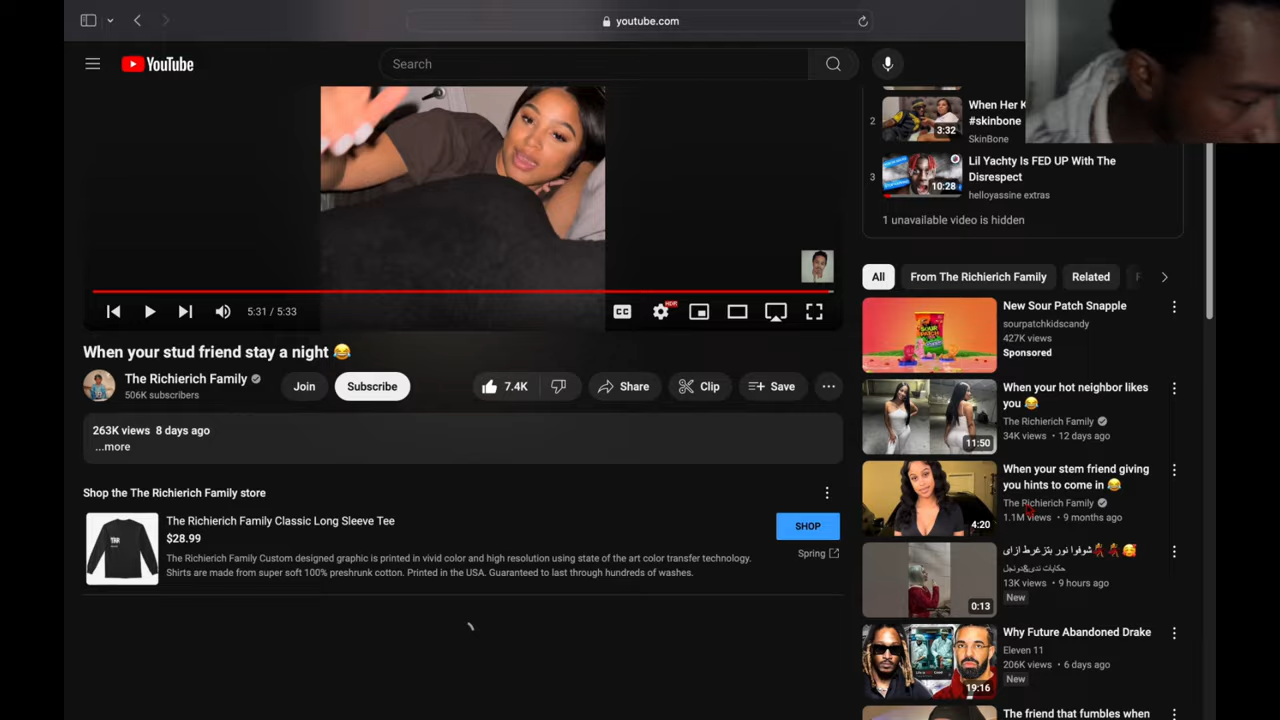 youtube.com
YouTube
Search
2
When Her K
#skinbone
SkinBone
3:32
3
Lil Yachty Is FED UP With The
Disrespect
helloyassine extras
10:28
1 unavailable video is hidden
5:31 / 5:33
CC
HDR
When your stud friend stay a night 😂
The Richierich Family
506K subscribers
Join
Subscribe
7.4K
Share
Clip
Save
263K views 8 days ago
...more
Shop the The Richierich Family store
The Richierich Family Classic Long Sleeve Tee
$28.99
The Richierich Family Custom designed graphic is printed in vivid color and high resolution using state of the art color transfer technology.
Shirts are made from super soft 100% preshrunk cotton. Printed in the USA. Guaranteed to last through hundreds of washes.
SHOP
Spring
All
From The Richierich Family
Related
New Sour Patch Snapple
sourpatchkidscandy
427K views
Sponsored
When your hot neighbor likes
you 😂
The Richierich Family
34K views • 12 days ago
11:50
When your stem friend giving
you hints to come in 😂
The Richierich Family
1.1M views • 9 months ago
4:20
شوفوا نور بتزغرط ازاى💃💃🥰
حكايات ندى&دونجل
13K views • 9 hours ago
New
0:13
Why Future Abandoned Drake
Eleven 11
206K views • 6 days ago
New
19:16
The friend that fumbles when